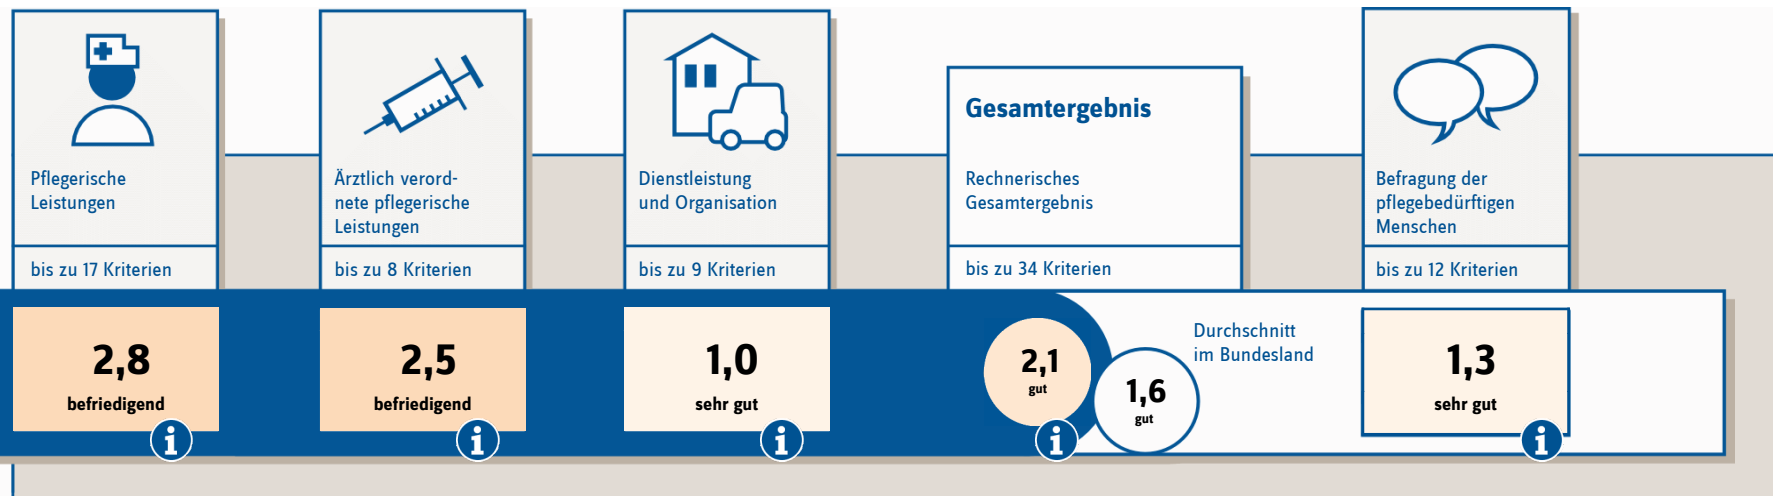 Pflegerische
Leistungen
bis zu 17 Kriterien
2,8
befriedigend
i
Ärztlich verord-
nete pflegerische
Leistungen
bis zu 8 Kriterien
2,5
befriedigend
i
Dienstleistung
und Organisation
bis zu 9 Kriterien
1,0
sehr gut
i
Gesamtergebnis
Rechnerisches
Gesamtergebnis
bis zu 34 Kriterien
2,1
gut
i
1,6
gut
Durchschnitt
im Bundesland
Befragung der
pflegebedürftigen
Menschen
bis zu 12 Kriterien
1,3
sehr gut
i